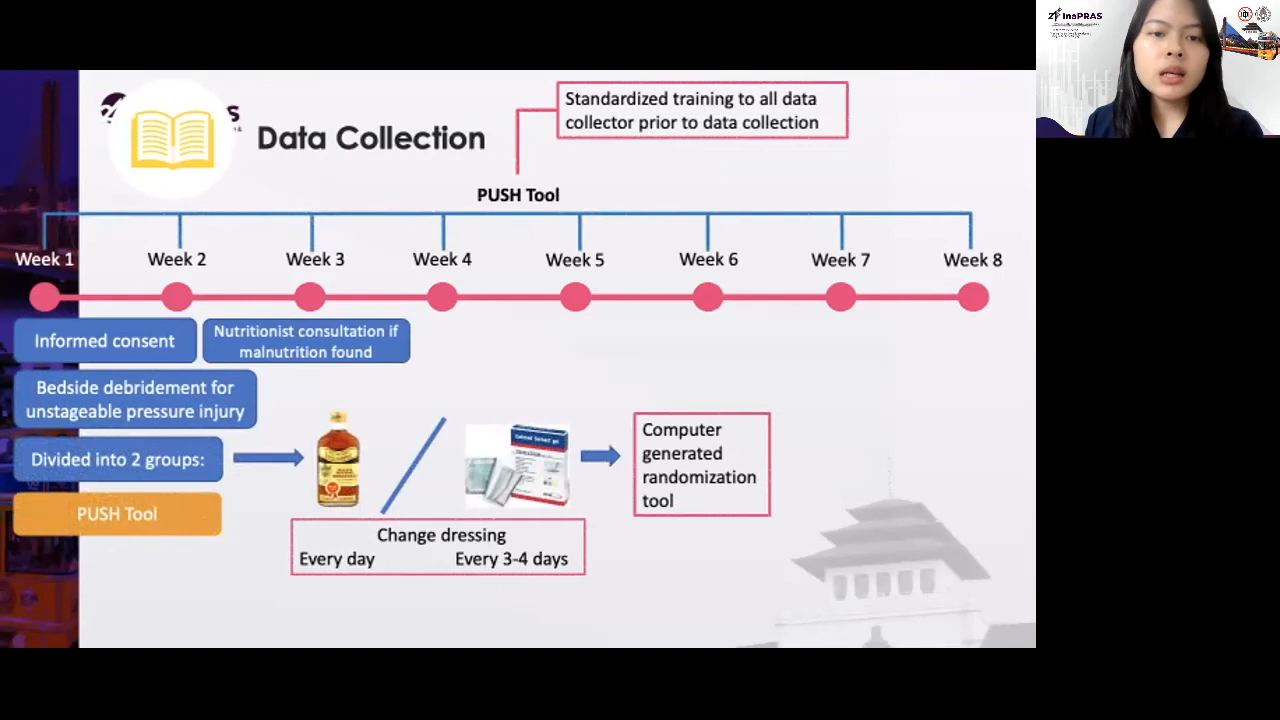 InaPRAS
Data Collection
Standardized training to all data
collector prior to data collection
PUSH Tool
Week 1
Week 2
Week 3
Week 4
Week 5
Week 6
Week 7
Week 8
Informed consent
Nutritionist consultation if
malnutrition found
Bedside debridement for
unstageable pressure injury
Divided into 2 groups:
PUSH Tool
Change dressing
Every day
Every 3-4 days
Computer
generated
randomization
tool